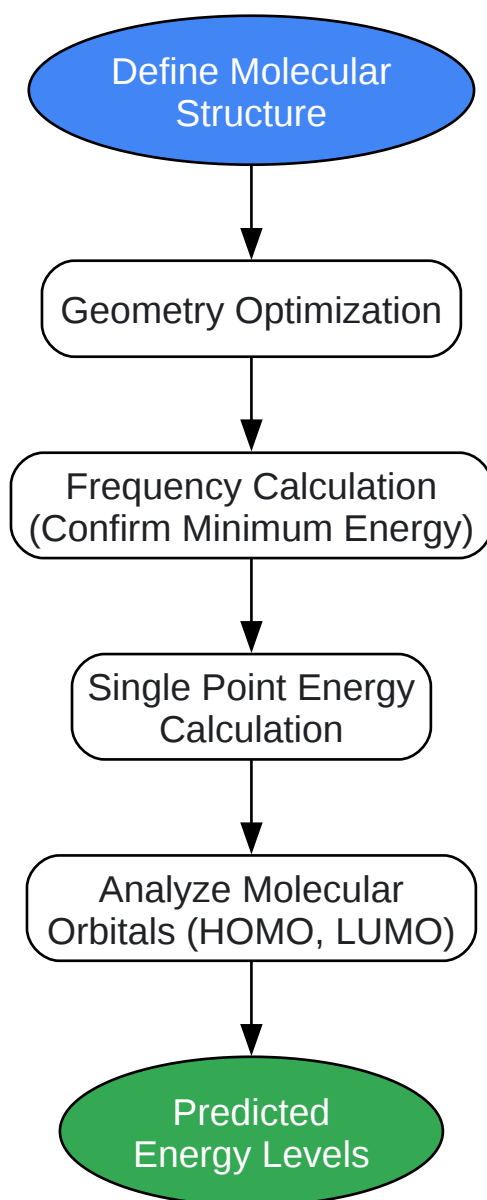 Define Molecular
Structure
Geometry Optimization
Frequency Calculation
(Confirm Minimum Energy)
Single Point Energy
Calculation
Analyze Molecular
Orbitals (HOMO, LUMO)
Predicted
Energy Levels